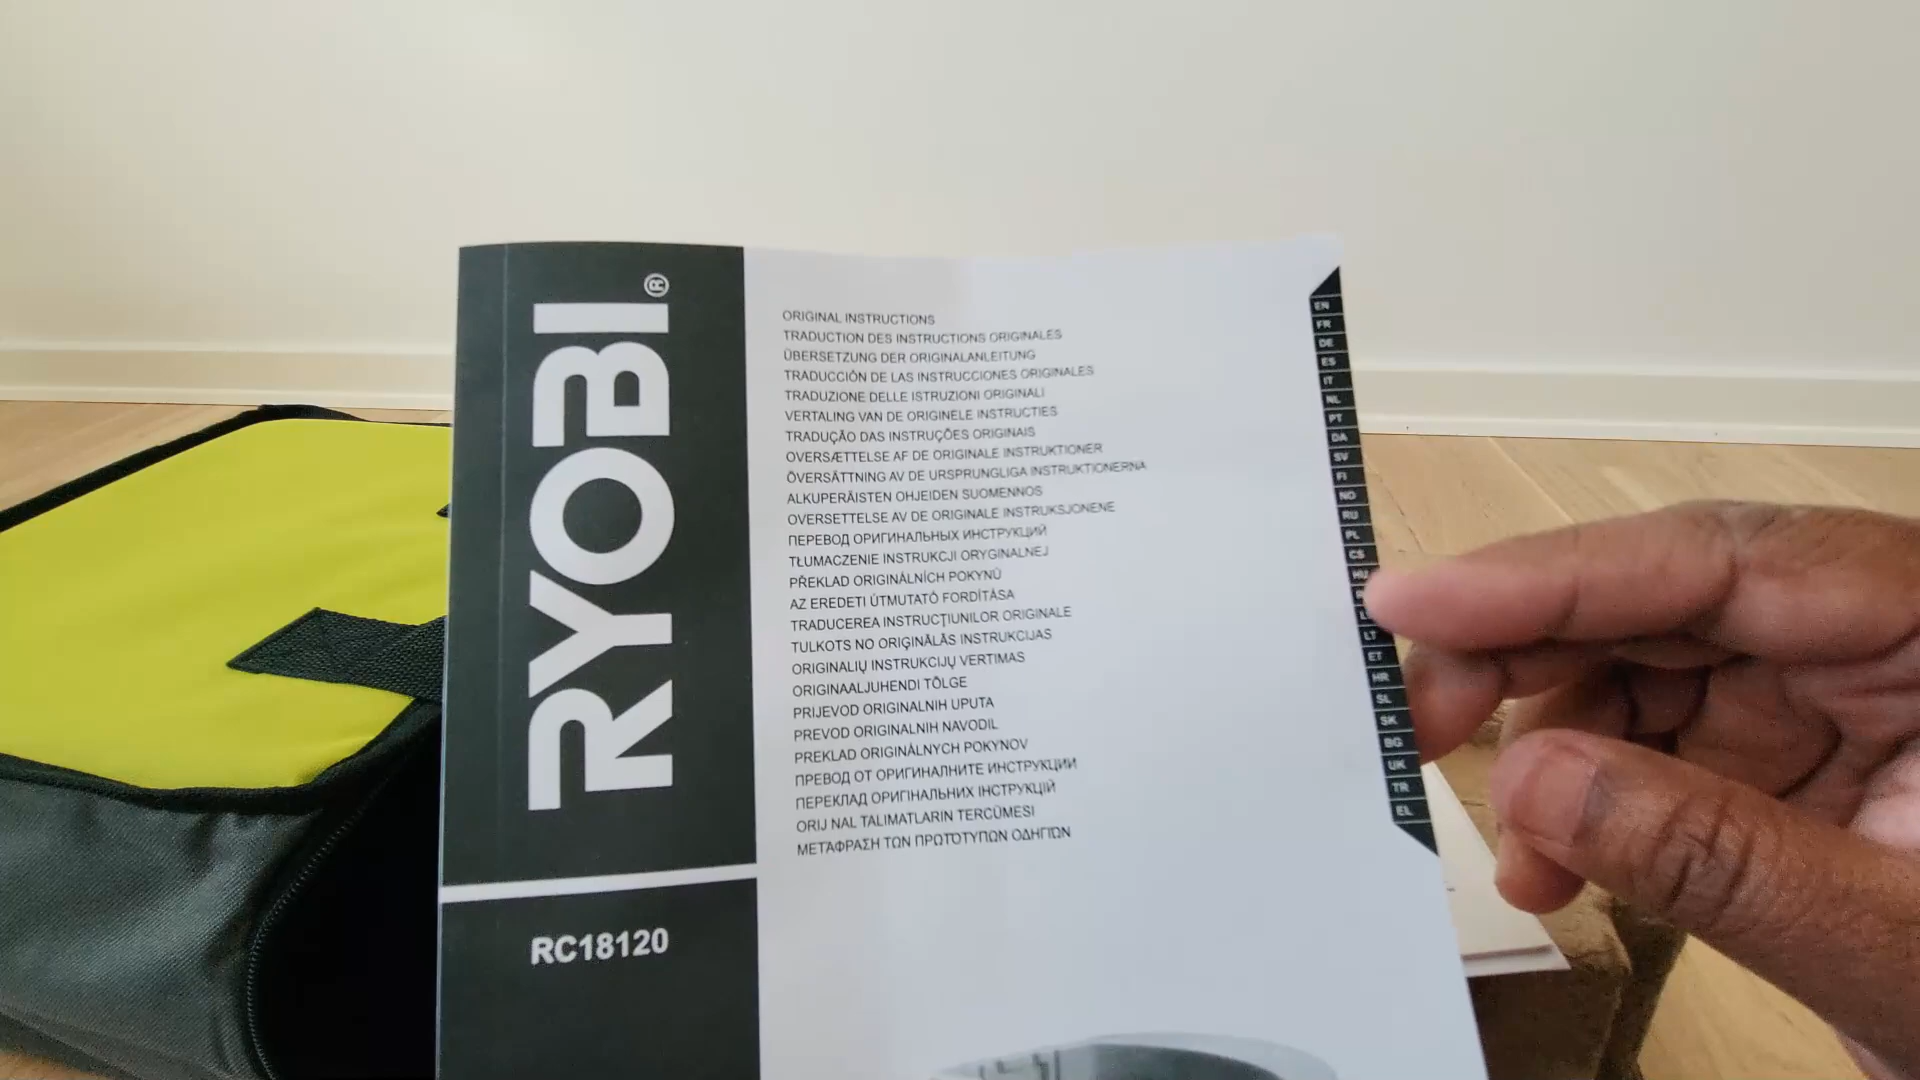 RYOBI®
RC18120
ORIGINAL INSTRUCTIONS
TRADUCTION DES INSTRUCTIONS ORIGINALES
ÜBERSETZUNG DER ORIGINALANLEITUNG
TRADUCCIÓN DE LAS INSTRUCCIONES ORIGINALES
TRADUZIONE DELLE ISTRUZIONI ORIGINALI
VERTALING VAN DE ORIGINELE INSTRUCTIES
TRADUÇÃO DAS INSTRUÇÕES ORIGINAIS
OVERSÆTTELSE AF DE ORIGINALE INSTRUKTIONER
ÖVERSÄTTNING AV DE URSPRUNGLIGA INSTRUKTIONERNA
ALKUPERÄISTEN OHJEIDEN SUOMENNOS
OVERSETTELSE AV DE ORIGINALE INSTRUKSJONENE
ПЕРЕВОД ОРИГИНАЛЬНЫХ ИНСТРУКЦИЙ
TŁUMACZENIE INSTRUKCJI ORYGINALNEJ
PŘEKLAD ORIGINÁLNÍCH POKYNŮ
AZ EREDETI ÚTMUTATÓ FORDÍTÁSA
TRADUCEREA INSTRUCŢIUNILOR ORIGINALE
TULKOTS NO ORIĢINĀLĀS INSTRUKCIJAS
ORIGINALIŲ INSTRUKCIJŲ VERTIMAS
ORIGINAALJUHENDI TÕLGE
PRIJEVOD ORIGINALNIH UPUTA
PREVOD ORIGINALNIH NAVODIL
PREKLAD ORIGINÁLNYCH POKYNOV
ПРЕВОД ОТ ОРИГИНАЛНИТЕ ИНСТРУКЦИИ
ПЕРЕКЛАД ОРИГІНАЛЬНИХ ІНСТРУКЦІЙ
ORIJ NAL TALIMATLARIN TERCÜMESI
ΜΕΤΑΦΡΑΣΗ ΤΩΝ ΠΡΩΤΟΤΥΠΩΝ ΟΔΗΓΙΩΝ
EN
FR
DE
ES
IT
NL
PT
DA
SV
FI
NO
RU
PL
CS
HU
LT
ET
HR
SL
SK
BG
UK
TR
EL